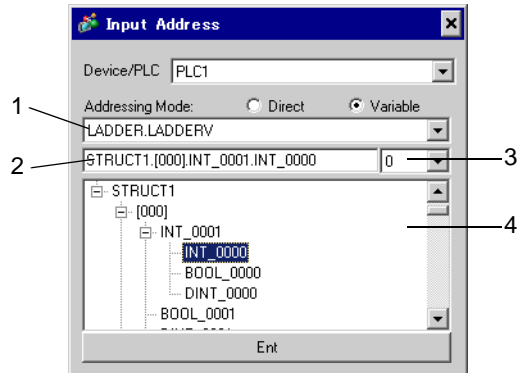 Input Address
Device/PLC PLC1
Addressing Mode: Direct Variable
1
LADDER.LADDERV
2 STRUCT1.[000].INT_0001.INT_0000 0 3
STRUCT1
[000]
4
INT_0001
INT_0000
BOOL_0000
DINT_0000
BOOL_0001
Ent